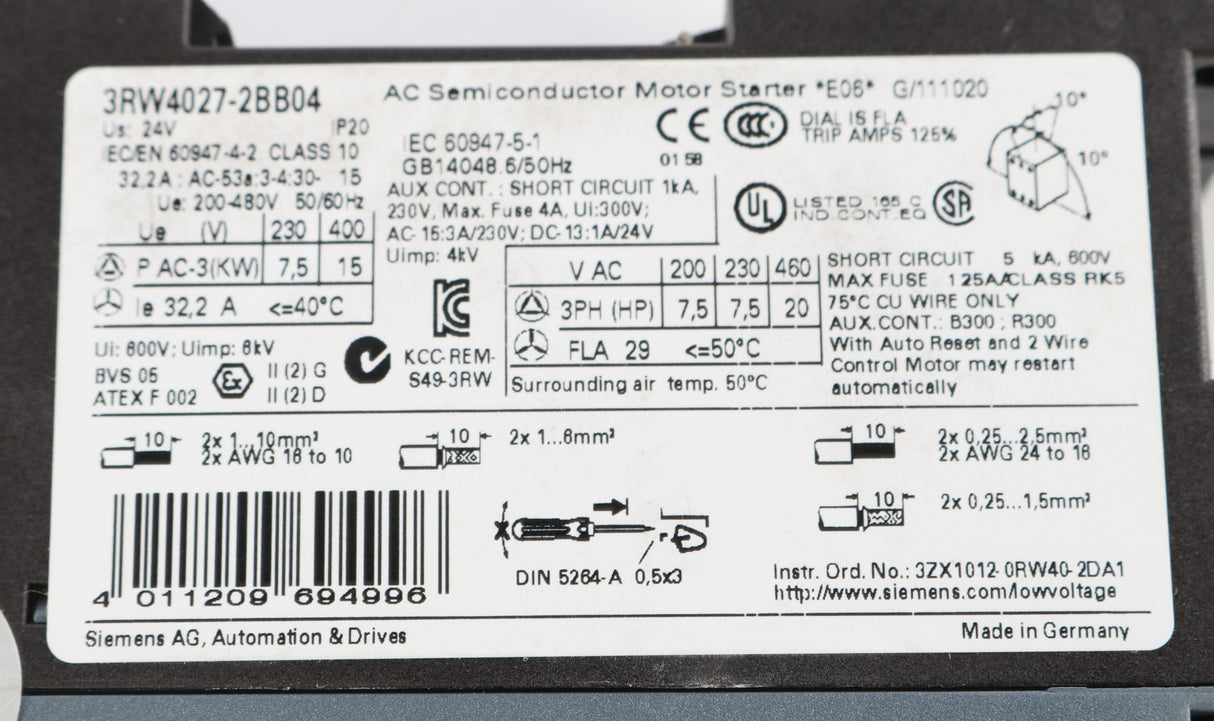 3RW4027-2BB04
AC Semiconductor Motor Starter *E06* G/111020
Us: 24V IP20
IEC/EN 60947-4-2 CLASS 10
32,2A : AC-53a:3-4:30- 15
Ue: 200-480V 50/60Hz
Ue (V) 230 400
P AC-3(KW) 7,5 15
Ie 32,2 A <=40°C
Ui: 600V; Uimp: 6kV
BVS 05
ATEX F 002
Ex
II (2) G
II (2) D
IEC 60947-5-1
GB14048.6/50Hz
AUX CONT.: SHORT CIRCUIT 1kA,
230V, Max. Fuse 4A, Ui:300V;
AC-15:3A/230V; DC-13:1A/24V
Uimp: 4kV
KCC-REM-
S49-3RW
CE
0158
CCC
DIAL IS FLA
TRIP AMPS 125%
10°
10°
UL
LISTED 165 C
IND.CONT.EQ
SA
V AC 200 230 460
3PH (HP) 7,5 7,5 20
FLA 29 <=50°C
Surrounding air temp. 50°C
SHORT CIRCUIT 5 kA, 600V
MAX FUSE 125AA/CLASS RK5
75°C CU WIRE ONLY
AUX.CONT.: B300 ; R300
With Auto Reset and 2 Wire
Control Motor may restart
automatically
10
2x 1...10mm²
2x AWG 16 to 10
10
2x 1...6mm²
10
2x 0,25...2,5mm²
2x AWG 24 to 16
10
2x 0,25...1,5mm²
DIN 5264-A 0,5x3
4 011209 694996
Instr. Ord. No.: 3ZX1012-0RW40-2DA1
http://www.siemens.com/lowvoltage
Siemens AG, Automation & Drives
Made in Germany